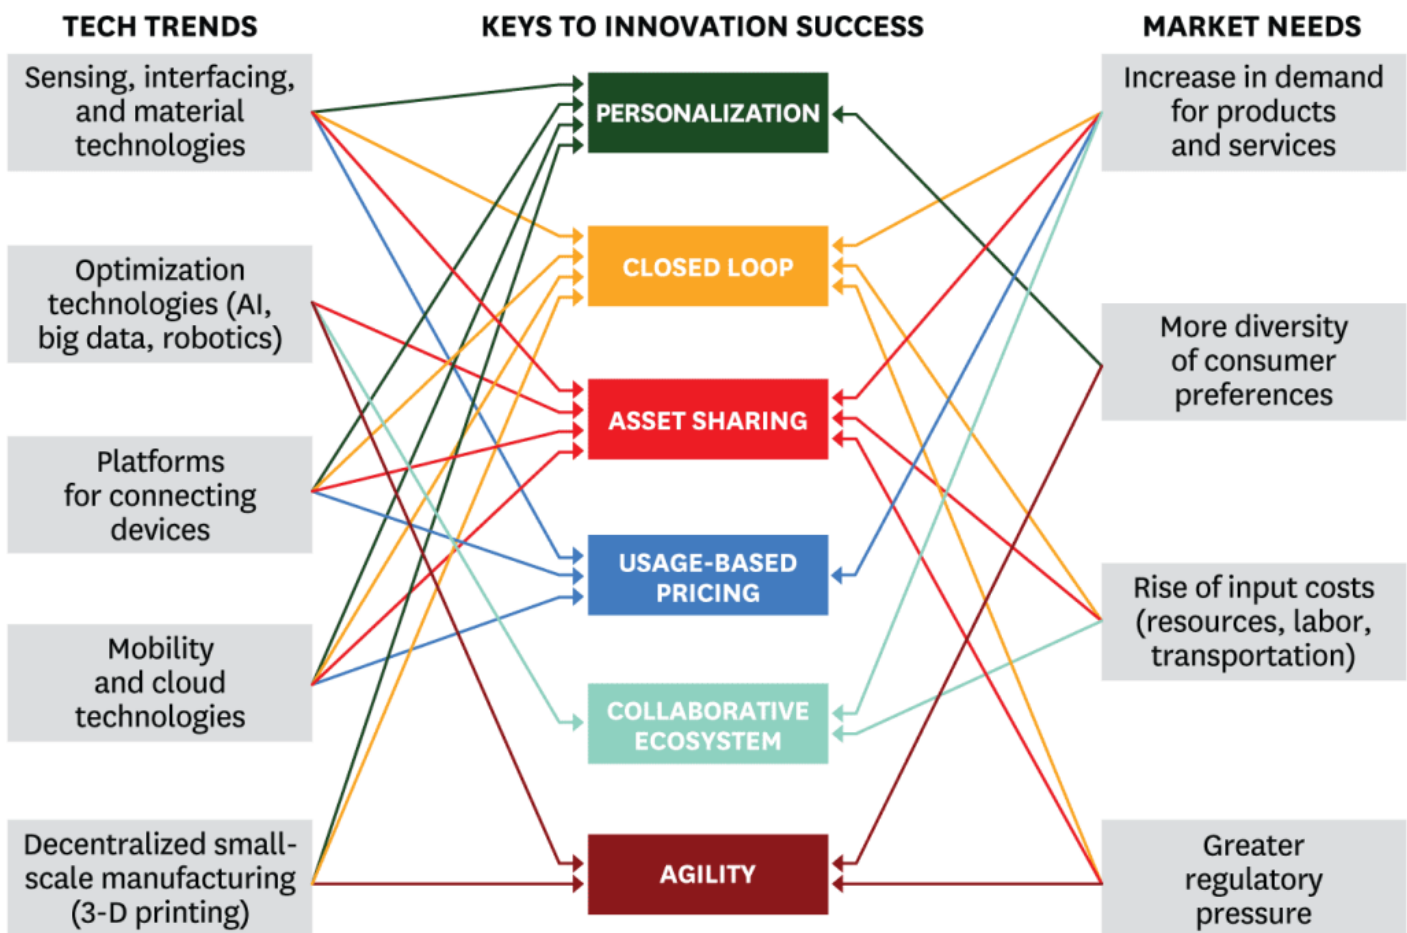 TECH TRENDS
Sensing, interfacing,
and material
technologies
Optimization
technologies (AI,
big data, robotics)
Platforms
for connecting
devices
Mobility
and cloud
technologies
Decentralized small-
scale manufacturing
(3-D printing)
KEYS TO INNOVATION SUCCESS
PERSONALIZATION
CLOSED LOOP
ASSET SHARING
USAGE-BASED
PRICING
COLLABORATIVE
ECOSYSTEM
AGILITY
MARKET NEEDS
Increase in demand
for products
and services
More diversity
of consumer
preferences
Rise of input costs
(resources, labor,
transportation)
Greater
regulatory
pressure